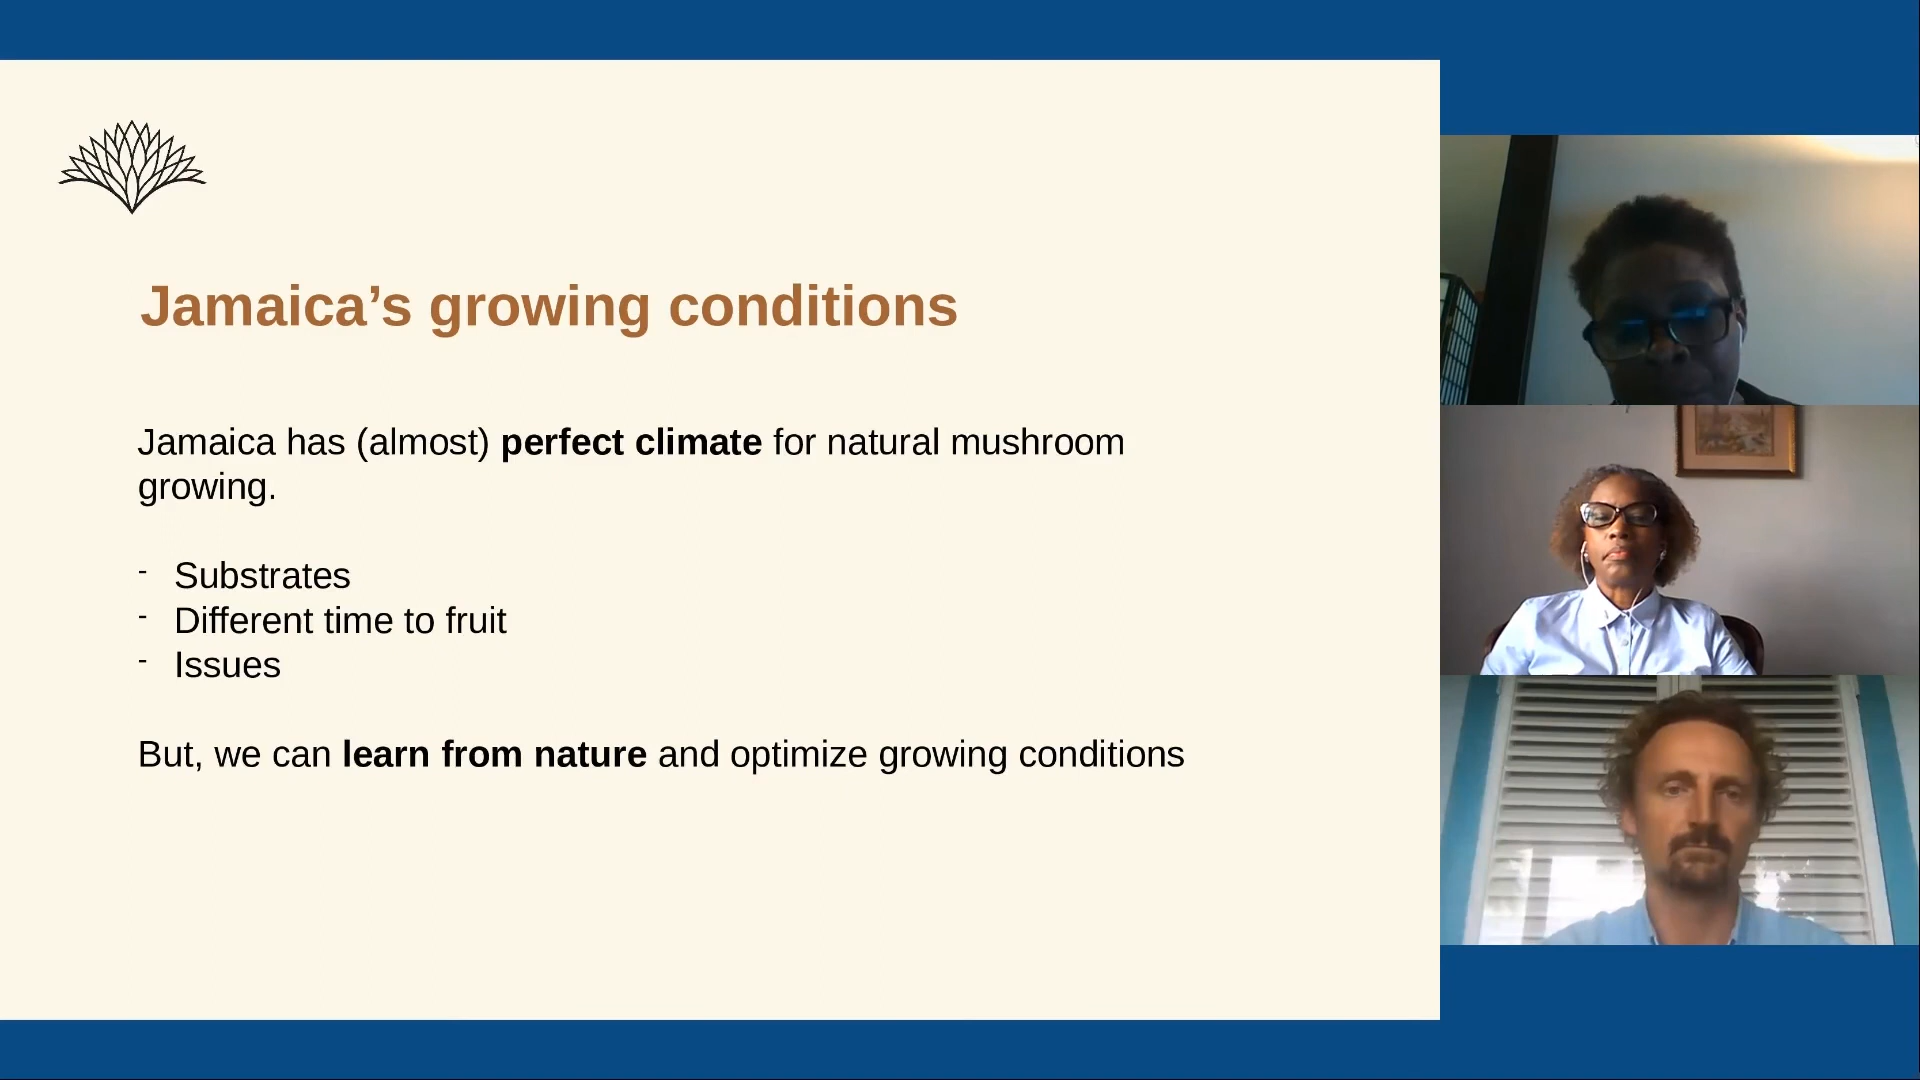 Jamaica’s growing conditions
Jamaica has (almost) perfect climate for natural mushroom
growing.
- Substrates
- Different time to fruit
- Issues
But, we can learn from nature and optimize growing conditions